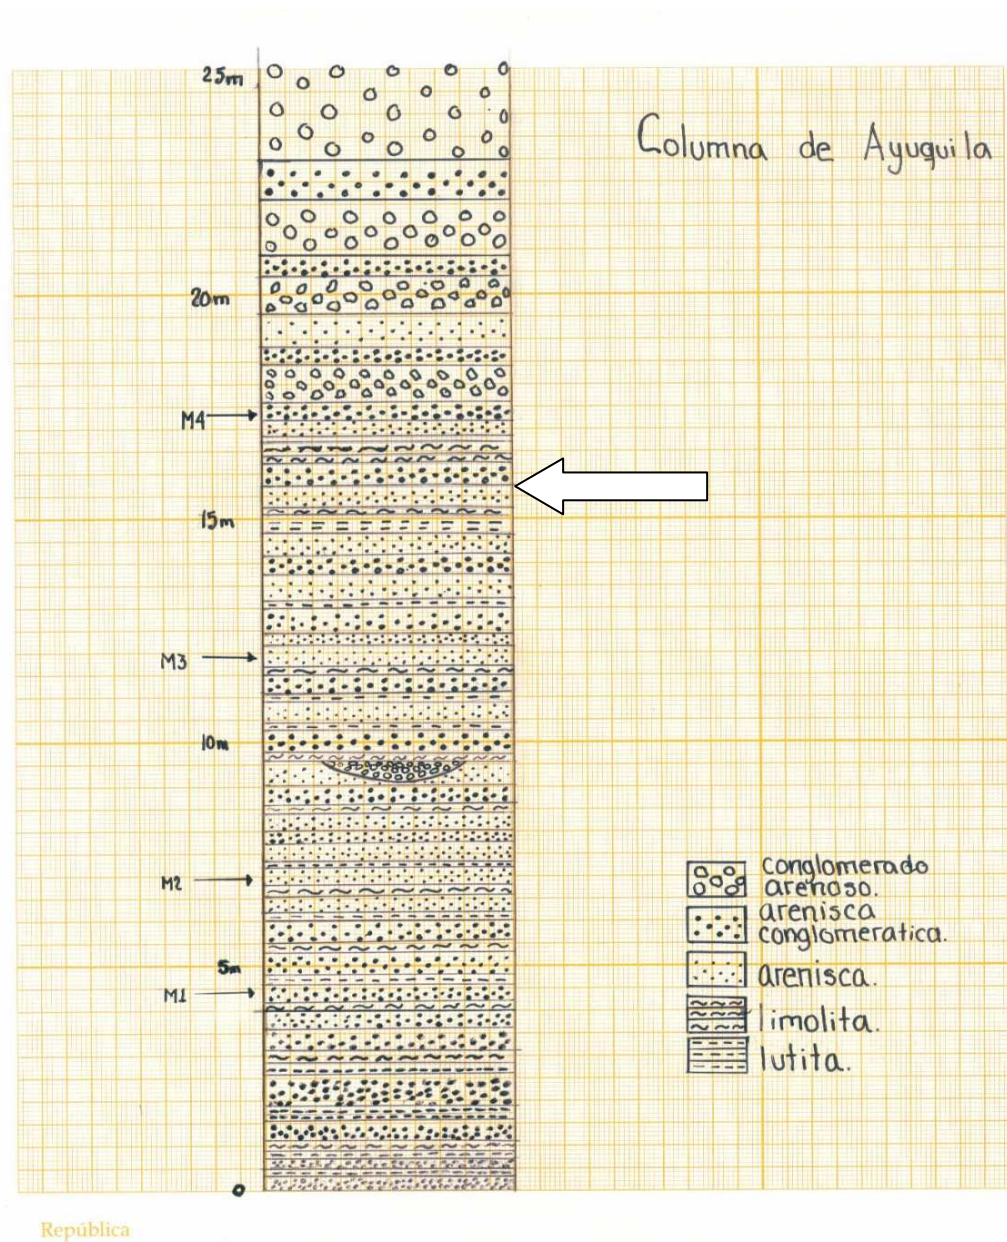 25m
Columna de Ayuquila
20m
M4
15m
M3
10m
M2
conglomerado
arenoso.
arenisca
conglomeratica.
5m
arenisca.
M1
limolita.
lutita.
0
República